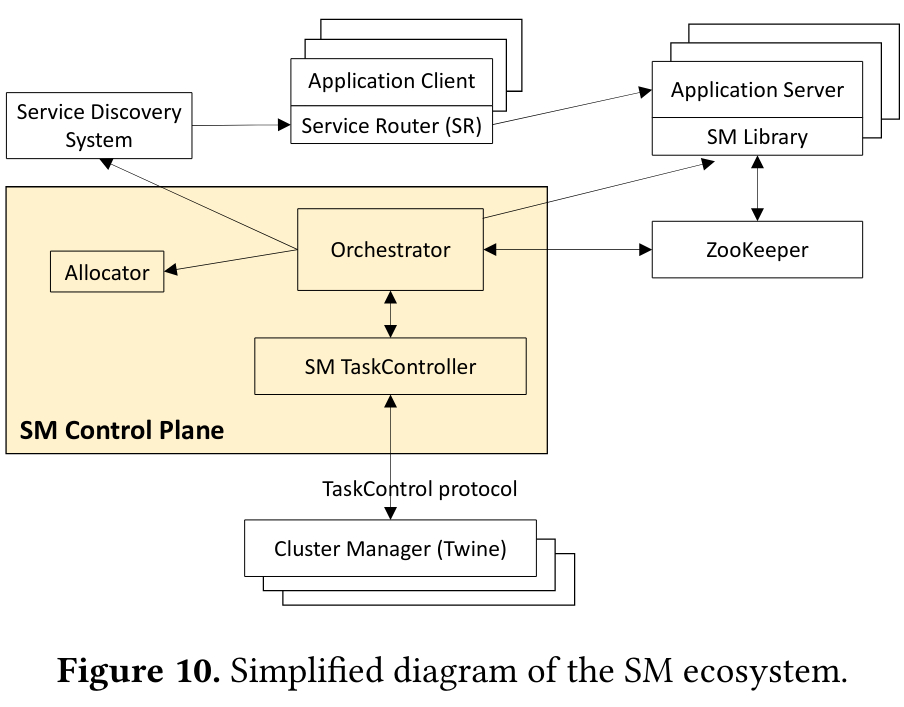 Application Client
Service Router (SR)
Application Server
SM Library
Service Discovery
System
Orchestrator
Allocator
ZooKeeper
SM TaskController
SM Control Plane
TaskControl protocol
Cluster Manager (Twine)
Figure 10. Simplified diagram of the SM ecosystem.